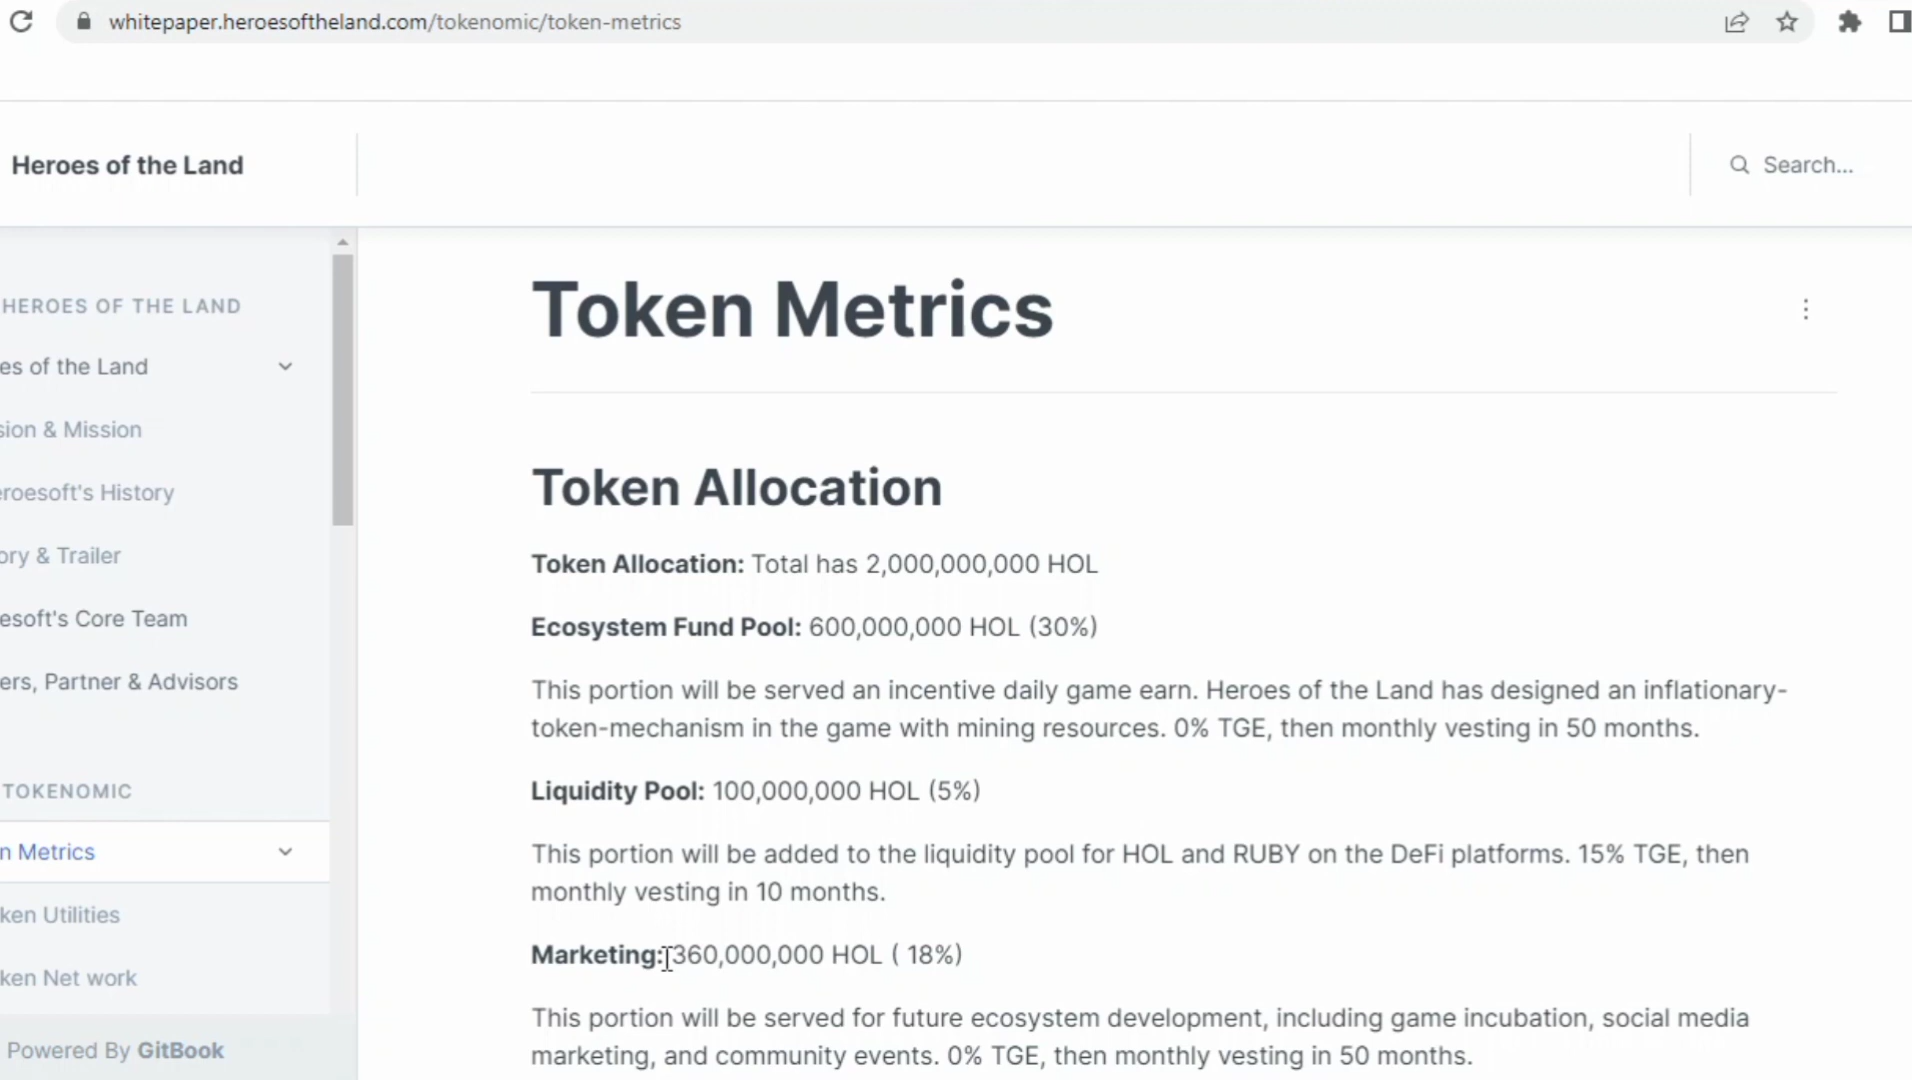 whitepaper.heroesoftheland.com/tokenomic/token-metrics
Heroes of the Land
Search...
HEROES OF THE LAND
es of the Land
sion & Mission
eroesoft's History
ory & Trailer
esoft's Core Team
ers, Partner & Advisors
TOKENOMIC
n Metrics
ken Utilities
ken Net work
Powered By GitBook
Token Metrics
Token Allocation
Token Allocation: Total has 2,000,000,000 HOL
Ecosystem Fund Pool: 600,000,000 HOL (30%)
This portion will be served an incentive daily game earn. Heroes of the Land has designed an inflationary-
token-mechanism in the game with mining resources. 0% TGE, then monthly vesting in 50 months.
Liquidity Pool: 100,000,000 HOL (5%)
This portion will be added to the liquidity pool for HOL and RUBY on the DeFi platforms. 15% TGE, then
monthly vesting in 10 months.
Marketing: 360,000,000 HOL ( 18%)
This portion will be served for future ecosystem development, including game incubation, social media
marketing, and community events. 0% TGE, then monthly vesting in 50 months.